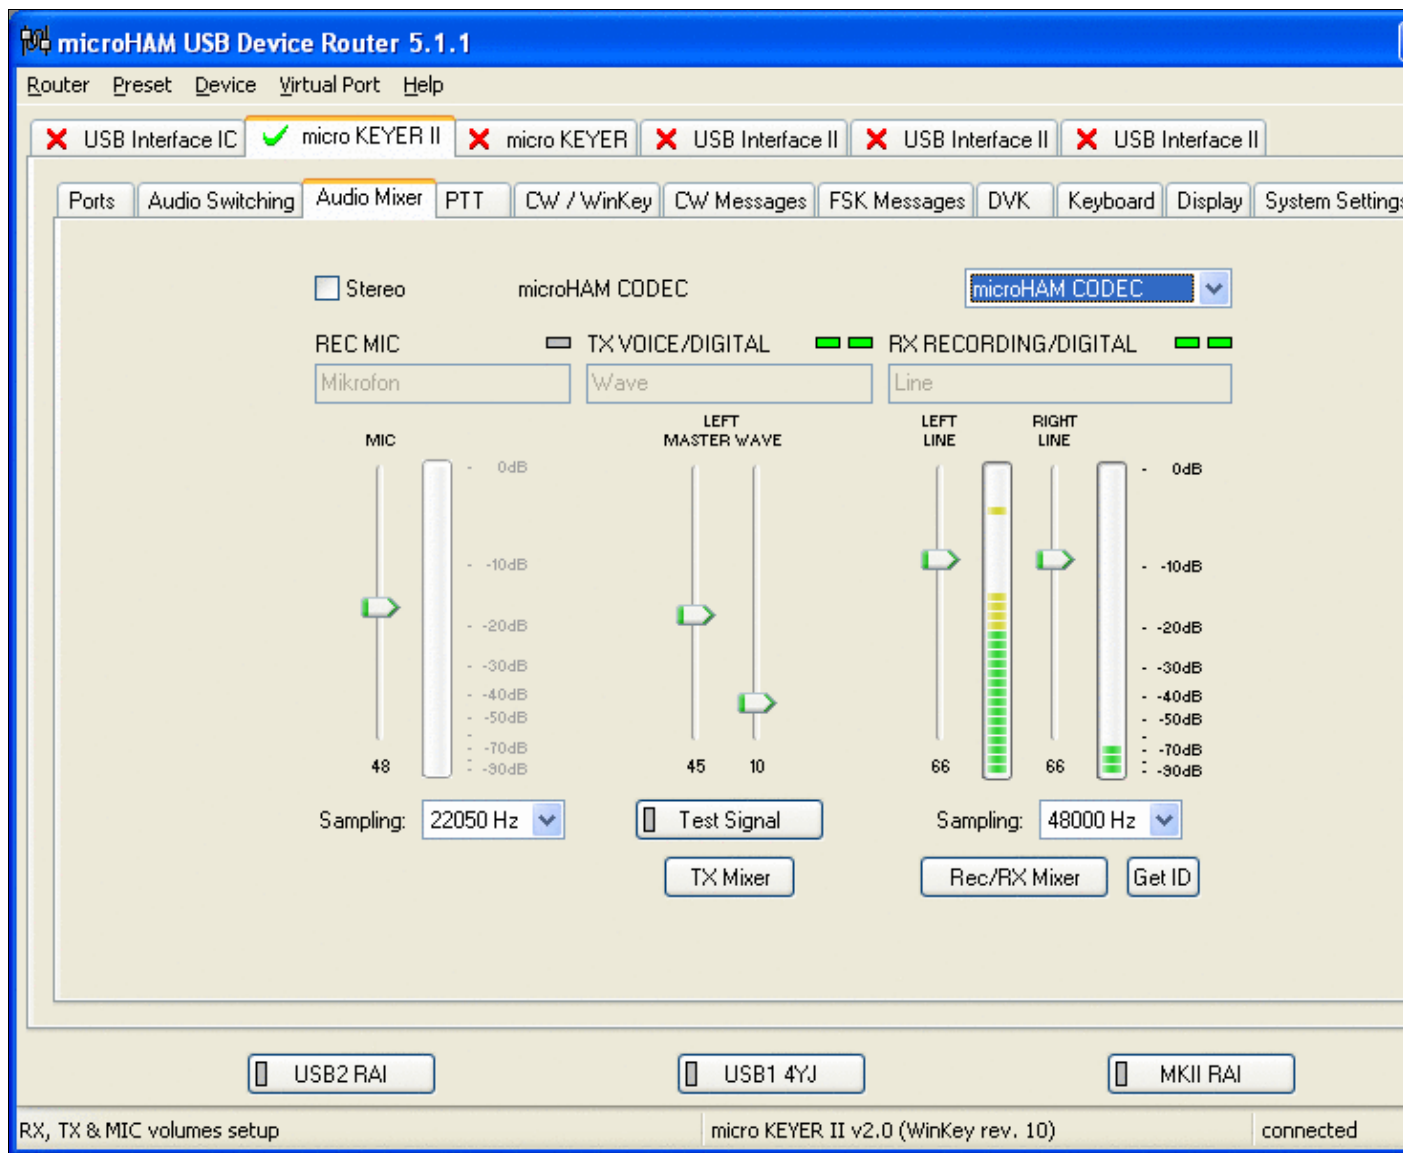 microHAM USB Device Router 5.1.1
Router Preset Device Virtual Port Help
USB Interface IC micro KEYER II micro KEYER USB Interface II USB Interface II USB Interface II
Ports Audio Switching Audio Mixer PTT CW / WinKey CW Messages FSK Messages DVK Keyboard Display System Settings
Stereo microHAM CODEC microHAM CODEC
REC MIC TX VOICE/DIGITAL RX RECORDING/DIGITAL
Mikrofon Wave Line
LEFT LEFT RIGHT
MIC MASTER WAVE LINE LINE
0dB 0dB
-10dB -10dB
-20dB -20dB
-30dB -30dB
-40dB -40dB
-50dB -50dB
-70dB -70dB
-90dB -90dB
48 45 10 66 66
Sampling: 22050 Hz Test Signal Sampling: 48000 Hz
TX Mixer Rec/RX Mixer Get ID
USB2 RAI USB1 4YJ MKII RAI
RX, TX & MIC volumes setup micro KEYER II v2.0 (WinKey rev. 10) connected